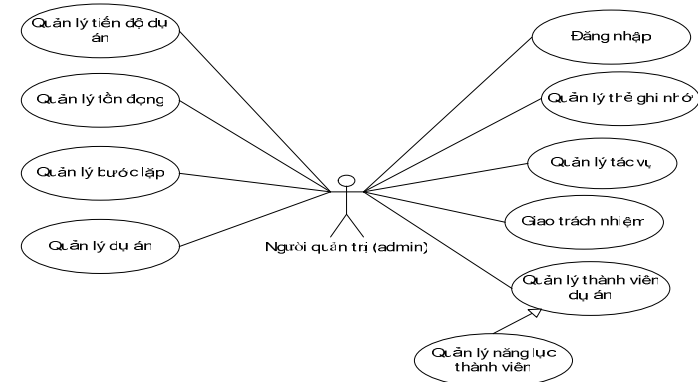 Quản lý tiến độ dự
án
Quản lý tồn đọng
Quản lý bước lặp
Quản lý dự án
Người quản trị (admin)
Đăng nhập
Quản lý thẻ ghi nhớ
Quản lý tác vụ
Giao trách nhiệm
Quản lý thành viên
dự án
Quản lý năng lực
thành viên